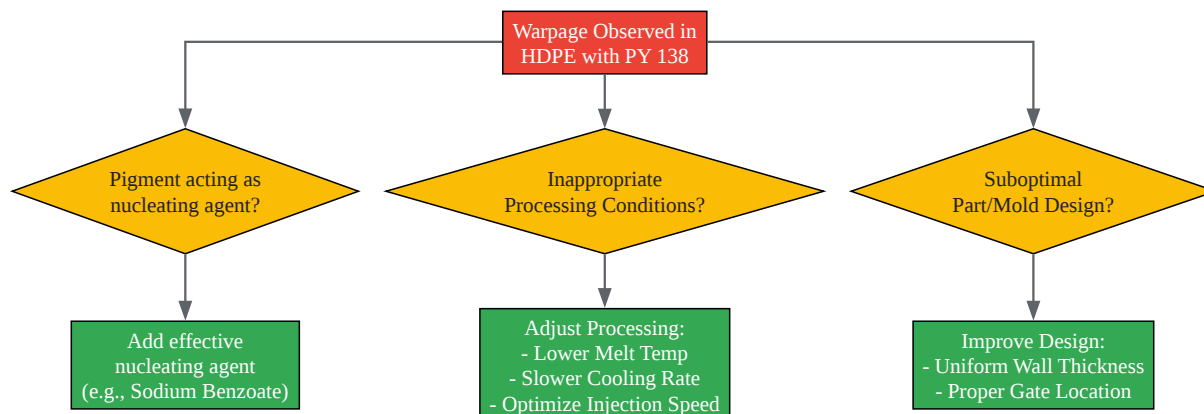 Warpage Observed in
HDPE with PY 138
Pigment acting as
nucleating agent?
Inappropriate
Processing Conditions?
Suboptimal
Part/Mold Design?
Add effective
nucleating agent
(e.g., Sodium Benzoate)
Adjust Processing:
- Lower Melt Temp
- Slower Cooling Rate
- Optimize Injection Speed
Improve Design:
- Uniform Wall Thickness
- Proper Gate Location